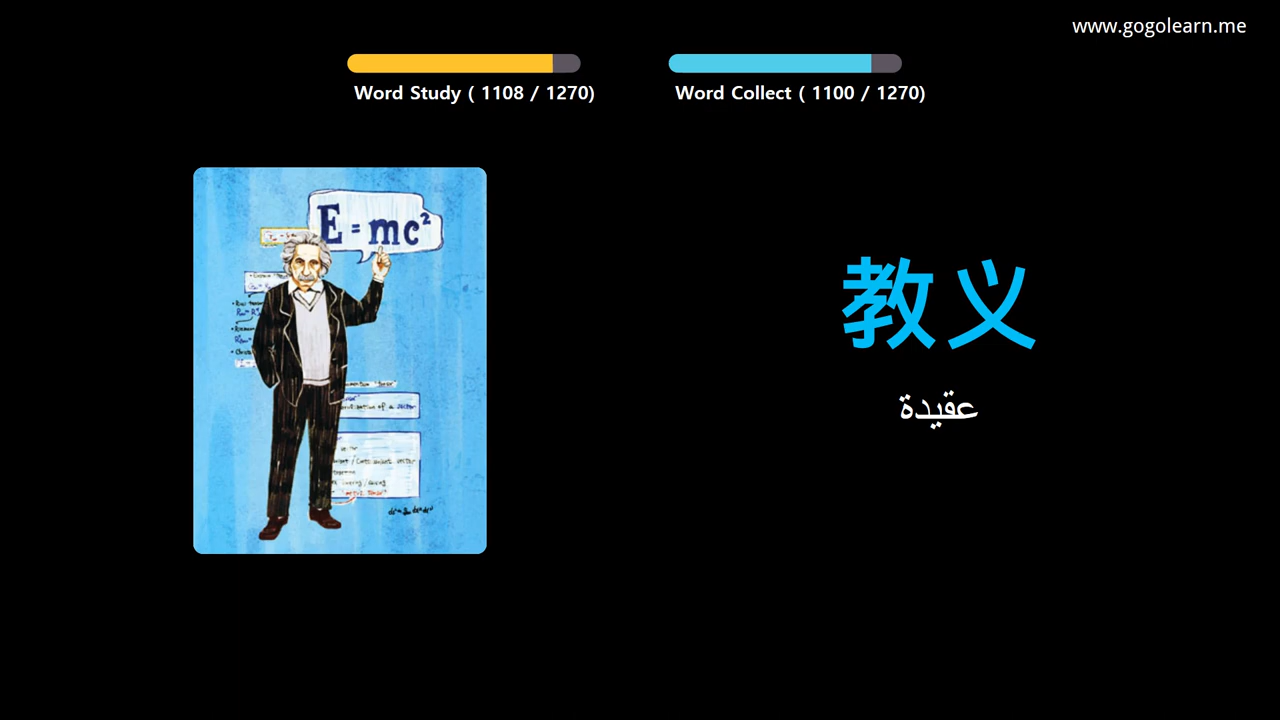 www.gogolearn.me
Word Study ( 1108 / 1270)
Word Collect ( 1100 / 1270)
E = mc²
教义
عقيدة